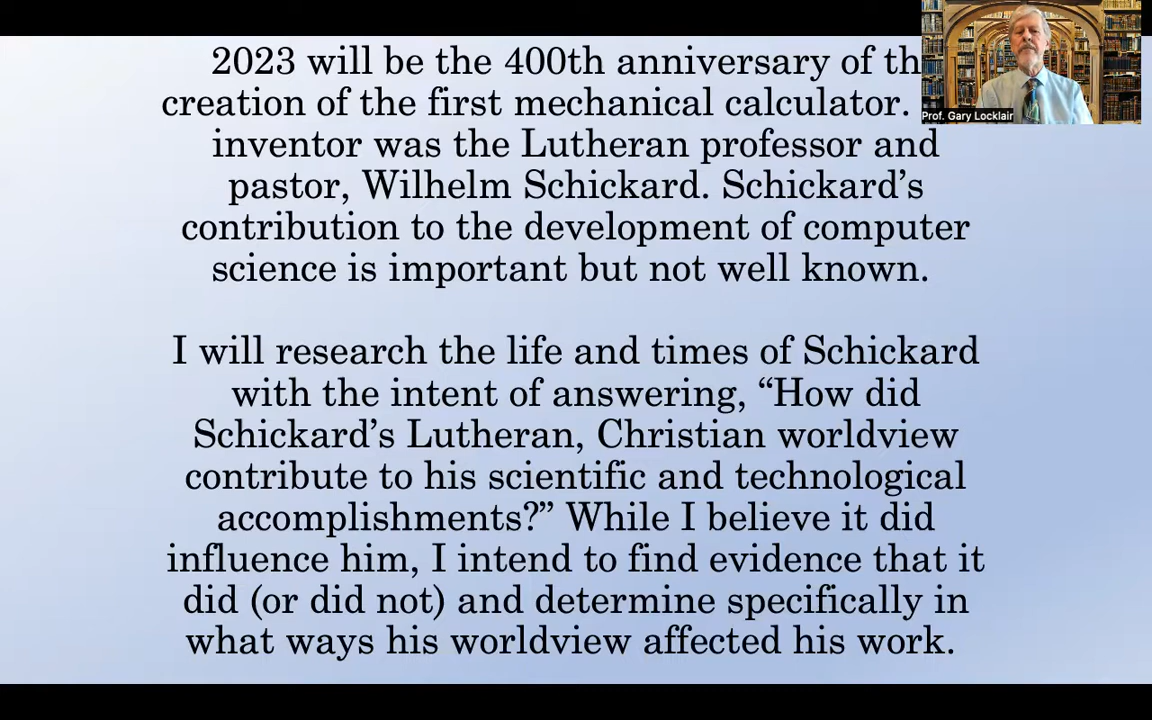 2023 will be the 400th anniversary of th
creation of the first mechanical calculator.
inventor was the Lutheran professor and
pastor, Wilhelm Schickard. Schickard’s
contribution to the development of computer
science is important but not well known.
I will research the life and times of Schickard
with the intent of answering, “How did
Schickard’s Lutheran, Christian worldview
contribute to his scientific and technological
accomplishments?” While I believe it did
influence him, I intend to find evidence that it
did (or did not) and determine specifically in
what ways his worldview affected his work.
Prof. Gary Locklair